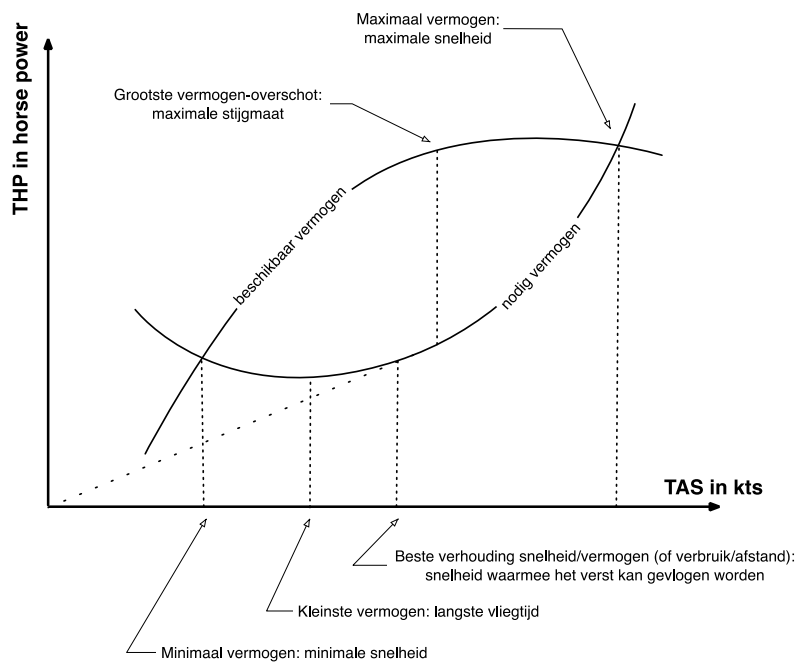 Maximaal vermogen:
maximale snelheid
THP in horse power
Grootste vermogen-overschot:
maximale stijgmaat
beschikbaar vermogen
nodig vermogen
TAS in kts
Beste verhouding snelheid/vermogen (of verbruik/afstand):
snelheid waarmee het verst kan gevlogen worden
Kleinste vermogen: langste vliegtijd
Minimaal vermogen: minimale snelheid